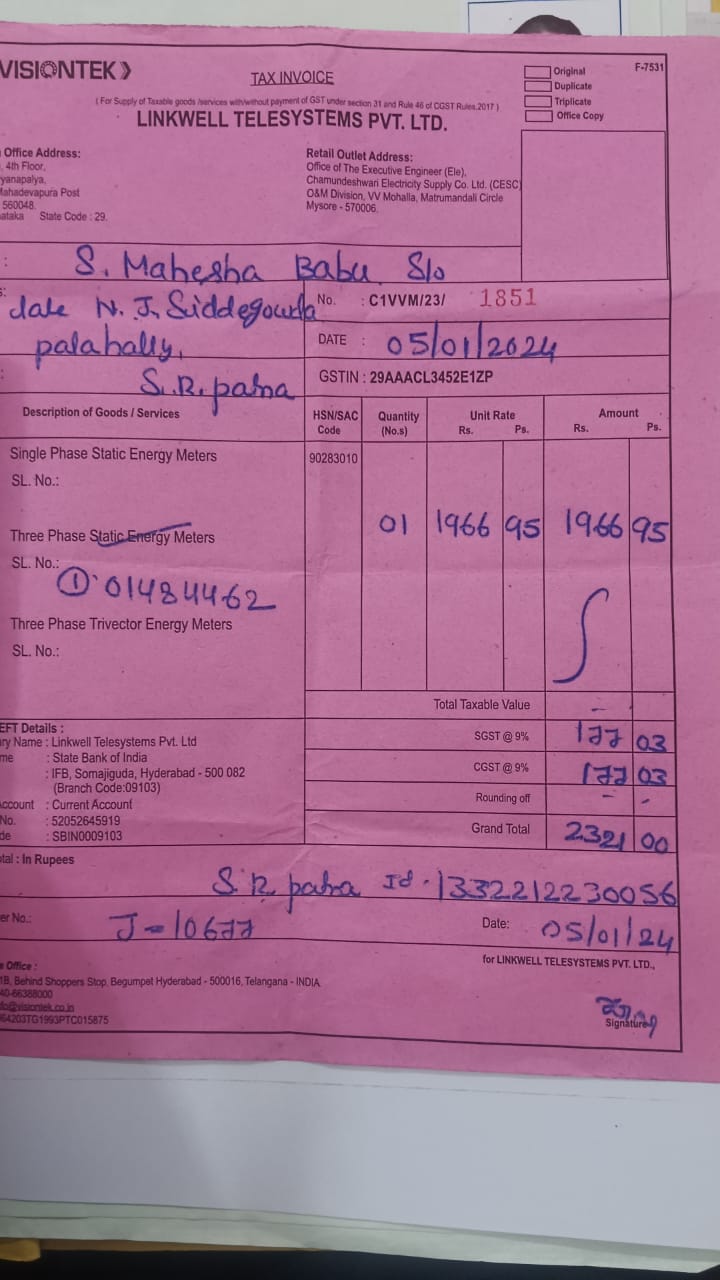 VISIONTEK
F-7531
TAX INVOICE
Original
Duplicate
Triplicate
Office Copy
( For Supply of Taxable goods /services with/without payment of GST under section 31 and Rule 46 of CGST Rules,2017 )
LINKWELL TELESYSTEMS PVT. LTD.
Office Address:
4th Floor,
yanapalya,
Mahadevapura Post
560048.
ataka State Code : 29.
Retail Outlet Address:
Office of The Executive Engineer (Ele),
Chamundeshwari Electricity Supply Co. Ltd. (CESC)
O&M Division, VV Mohalla, Matrumandali Circle
Mysore - 570006.
: S. Mahesha Babu S/o
late N. J. Siddegowda
palahally,
S.R. patna
No. : C1VVM/23/ 1851
DATE : 05/01/2024
GSTIN : 29AAACL3452E1ZP
Description of Goods / Services HSN/SAC Code Quantity (No.s) Unit Rate Rs. Ps. Amount Rs. Ps.
Single Phase Static Energy Meters 90283010
SL. No.:
Three Phase Static Energy Meters 01 1966 95 1966 95
SL. No.:
① 01484462
Three Phase Trivector Energy Meters
SL. No.:
Total Taxable Value -
SGST @ 9% 177 03
CGST @ 9% 177 03
Rounding off - -
Grand Total 2321 00
EFT Details :
ry Name : Linkwell Telesystems Pvt. Ltd
me : State Bank of India
: IFB, Somajiguda, Hyderabad - 500 082
(Branch Code:09103)
ccount : Current Account
No. : 52052645919
de : SBIN0009103
tal : In Rupees
S.R. patna Id - 1332212230056
er No.: J-10677
Date: 05/01/24
for LINKWELL TELESYSTEMS PVT. LTD.,
Office :
1B, Behind Shoppers Stop, Begumpet Hyderabad - 500016, Telangana - INDIA
40-66388000
fo@visiontek.co.in
64203TG1993PTC015875
Signature